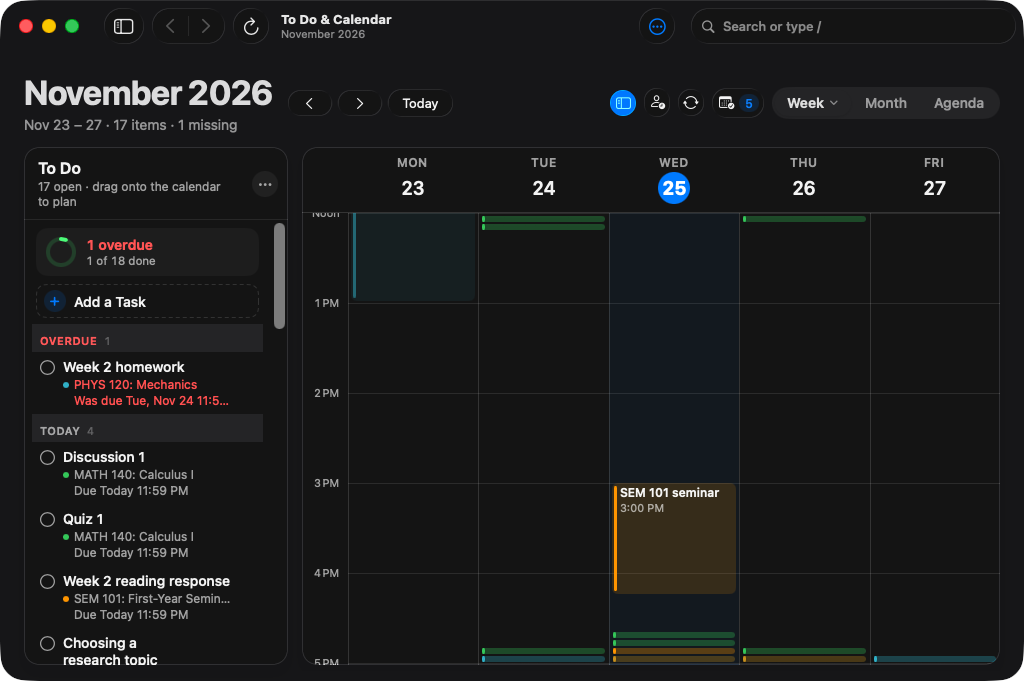 To Do & Calendar
November 2026
Search or type /
November 2026
Nov 23 – 27 · 17 items · 1 missing
Today
5
Week
Month
Agenda
To Do
17 open · drag onto the calendar
to plan
1 overdue
1 of 18 done
Add a Task
OVERDUE 1
Week 2 homework
PHYS 120: Mechanics
Was due Tue, Nov 24 11:5...
TODAY 4
Discussion 1
MATH 140: Calculus I
Due Today 11:59 PM
Quiz 1
MATH 140: Calculus I
Due Today 11:59 PM
Week 2 reading response
SEM 101: First-Year Semin...
Due Today 11:59 PM
Choosing a
research topic
MON
23
TUE
24
WED
25
THU
26
FRI
27
Noon
1 PM
2 PM
3 PM
SEM 101 seminar
3:00 PM
4 PM
5 PM